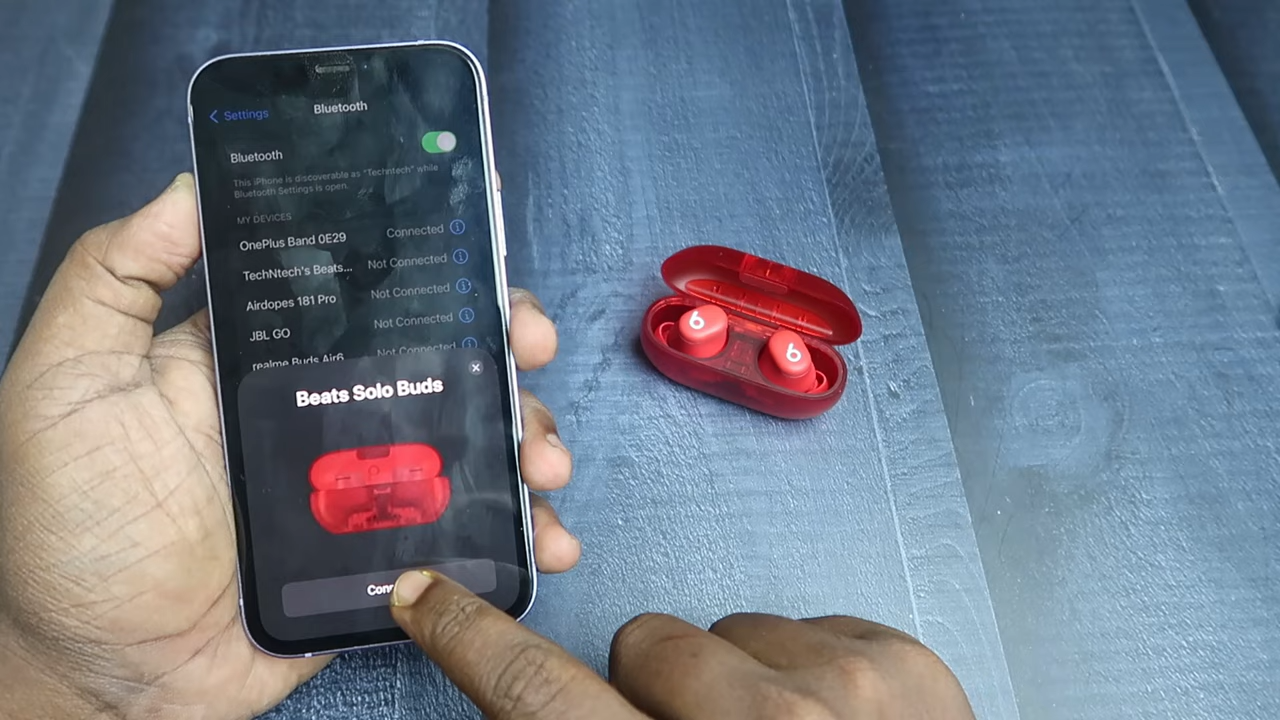 Settings
Bluetooth
Bluetooth
This iPhone is discoverable as "Techntech" while
Bluetooth Settings is open.
MY DEVICES
OnePlus Band 0E29 Connected
TechNtech's Beats... Not Connected
Airdopes 181 Pro Not Connected
JBL GO Not Connected
realme Buds Air6 Not Connected
Beats Solo Buds
Conn